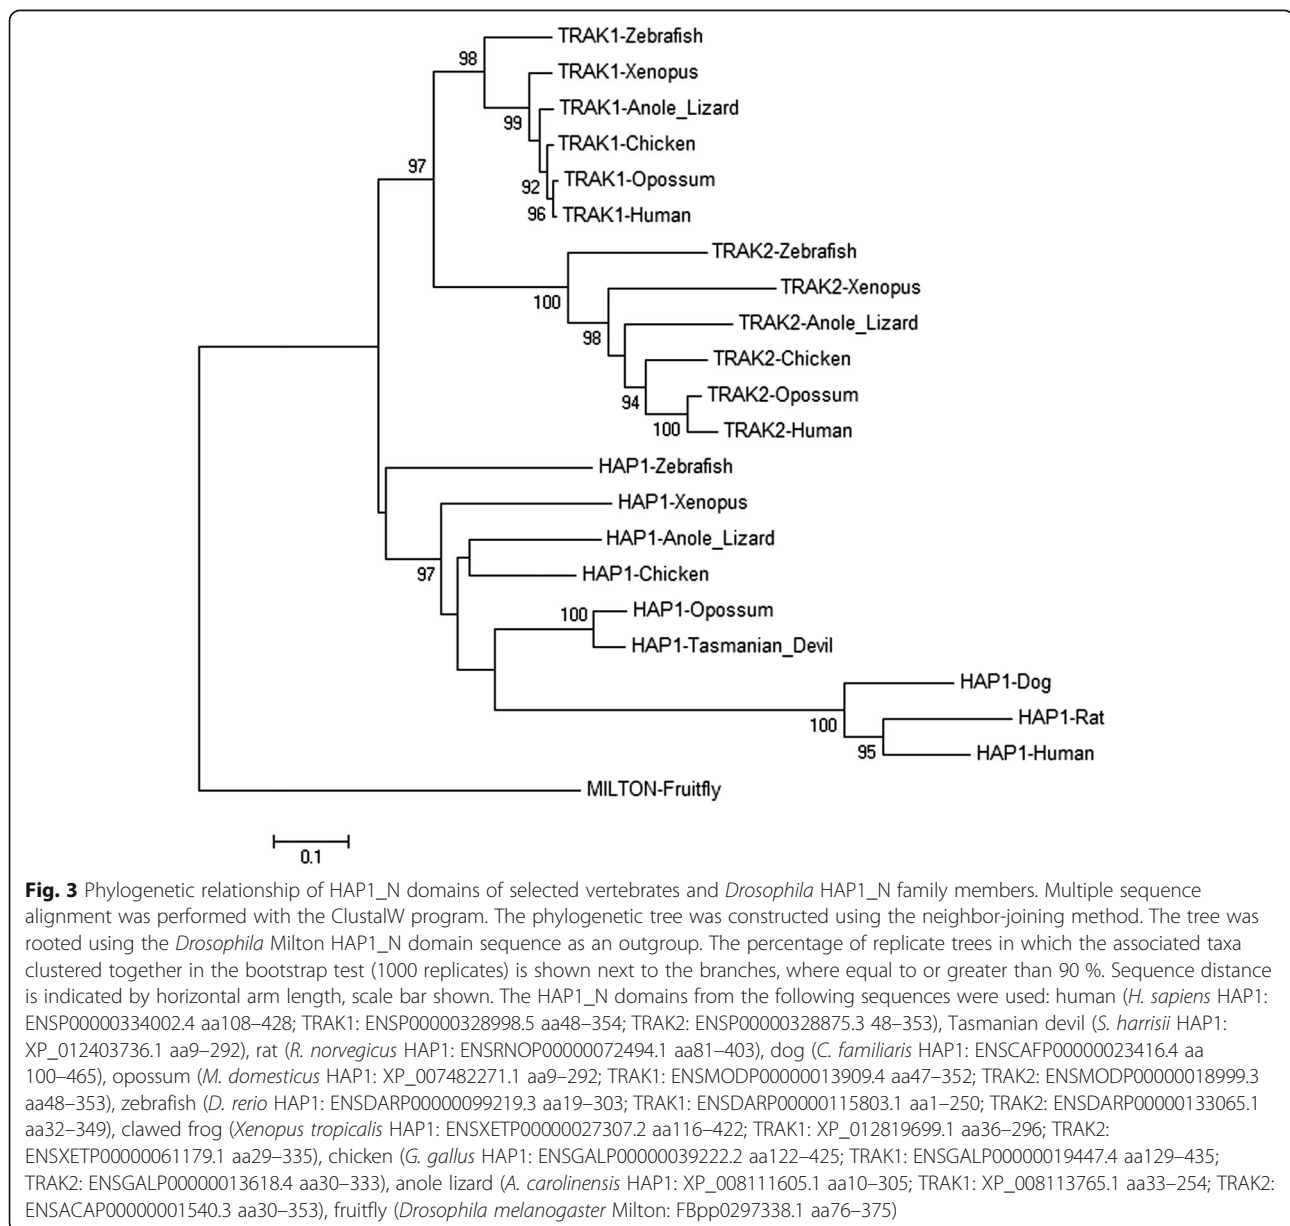 TRAK1-Zebrafish
98
TRAK1-Xenopus
TRAK1-Anole_Lizard
99
TRAK1-Chicken
97
TRAK1-Opossum
92
96
TRAK1-Human
TRAK2-Zebrafish
TRAK2-Xenopus
100
TRAK2-Anole_Lizard
98
TRAK2-Chicken
TRAK2-Opossum
94
100
TRAK2-Human
HAP1-Zebrafish
HAP1-Xenopus
HAP1-Anole_Lizard
97
HAP1-Chicken
100
HAP1-Opossum
HAP1-Tasmanian_Devil
HAP1-Dog
100
HAP1-Rat
95
HAP1-Human
MILTON-Fruitfly
0.1
Fig. 3 Phylogenetic relationship of HAP1_N domains of selected vertebrates and Drosophila HAP1_N family members. Multiple sequence
alignment was performed with the ClustalW program. The phylogenetic tree was constructed using the neighbor-joining method. The tree was
rooted using the Drosophila Milton HAP1_N domain sequence as an outgroup. The percentage of replicate trees in which the associated taxa
clustered together in the bootstrap test (1000 replicates) is shown next to the branches, where equal to or greater than 90 %. Sequence distance
is indicated by horizontal arm length, scale bar shown. The HAP1_N domains from the following sequences were used: human (H. sapiens HAP1:
ENSP00000334002.4 aa108–428; TRAK1: ENSP00000328998.5 aa48–354; TRAK2: ENSP00000328875.3 48–353), Tasmanian devil (S. harrisii HAP1:
XP_012403736.1 aa9–292), rat (R. norvegicus HAP1: ENSRNOP00000072494.1 aa81–403), dog (C. familiaris HAP1: ENSCAFP00000023416.4 aa
100–465), opossum (M. domesticus HAP1: XP_007482271.1 aa9–292; TRAK1: ENSMODP00000013909.4 aa47–352; TRAK2: ENSMODP00000018999.3
aa48–353), zebrafish (D. rerio HAP1: ENSDARP00000099219.3 aa19–303; TRAK1: ENSDARP00000115803.1 aa1–250; TRAK2: ENSDARP00000133065.1
aa32–349), clawed frog (Xenopus tropicalis HAP1: ENSXETP00000027307.2 aa116–422; TRAK1: XP_012819699.1 aa36–296; TRAK2:
ENSXETP00000061179.1 aa29–335), chicken (G. gallus HAP1: ENSGALP00000039222.2 aa122–425; TRAK1: ENSGALP00000019447.4 aa129–435;
TRAK2: ENSGALP00000013618.4 aa30–333), anole lizard (A. carolinensis HAP1: XP_008111605.1 aa10–305; TRAK1: XP_008113765.1 aa33–254; TRAK2:
ENSACAP00000001540.3 aa30–353), fruitfly (Drosophila melanogaster Milton: FBpp0297338.1 aa76–375)